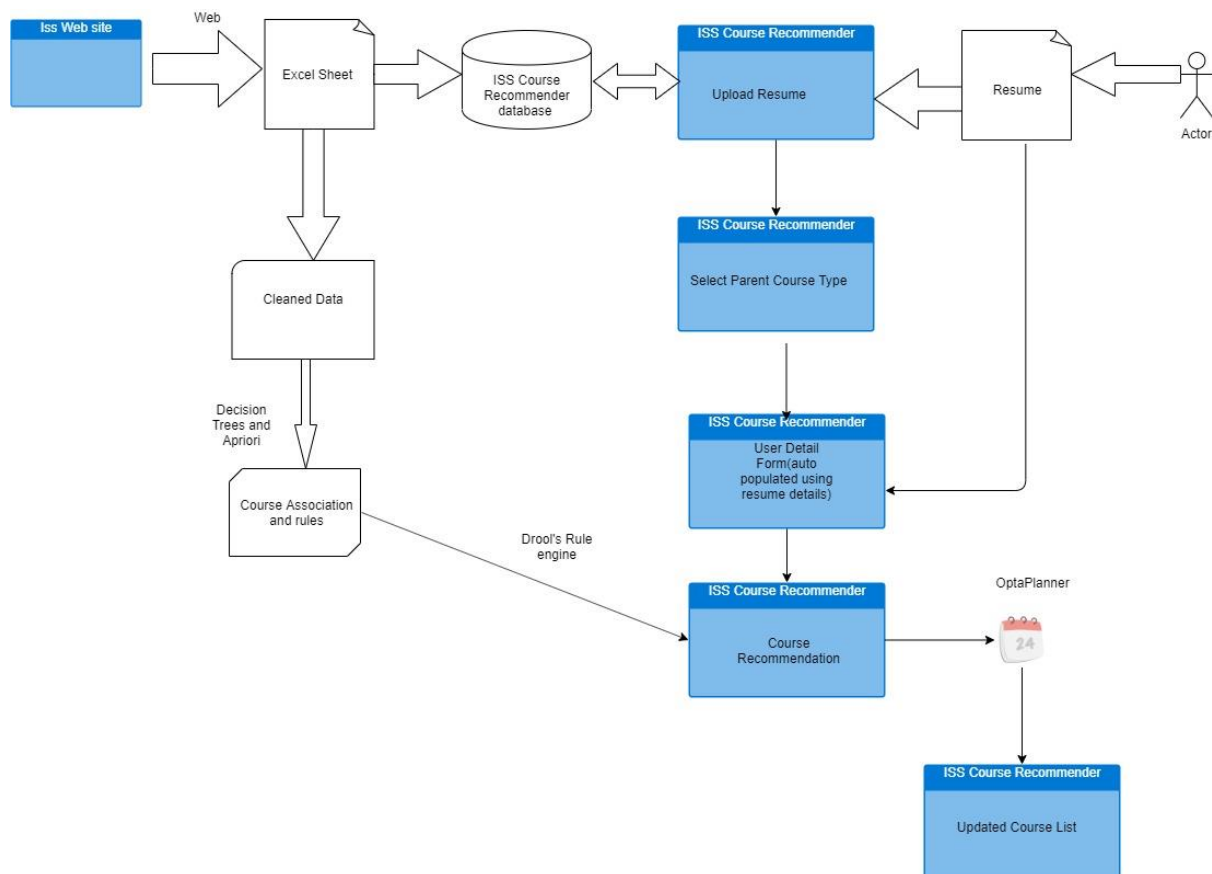 Iss Web site
Web
Excel Sheet
ISS Course
Recommender
database
ISS Course Recommender
Upload Resume
Resume
Actor
ISS Course Recommender
Select Parent Course Type
Cleaned Data
Decision
Trees and
Apriori
ISS Course Recommender
User Detail
Form(auto
populated using
resume details)
Course Association
and rules
Drool's Rule
engine
ISS Course Recommender
Course
Recommendation
OptaPlanner
24
ISS Course Recommender
Updated Course List